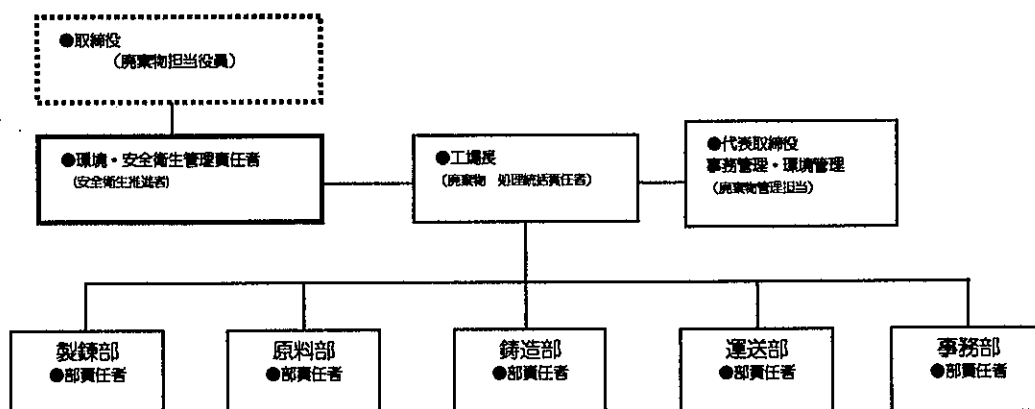 ●取締役
(廃棄物担当役員)
●環境・安全衛生管理責任者
(安全衛生推進者)
●工場長
(廃棄物 処理統括責任者)
●代表取締役
事務管理・環境管理
(廃棄物管理担当)
製錬部
●部責任者
原料部
●部責任者
鋳造部
●部責任者
運送部
●部責任者
事務部
●部責任者